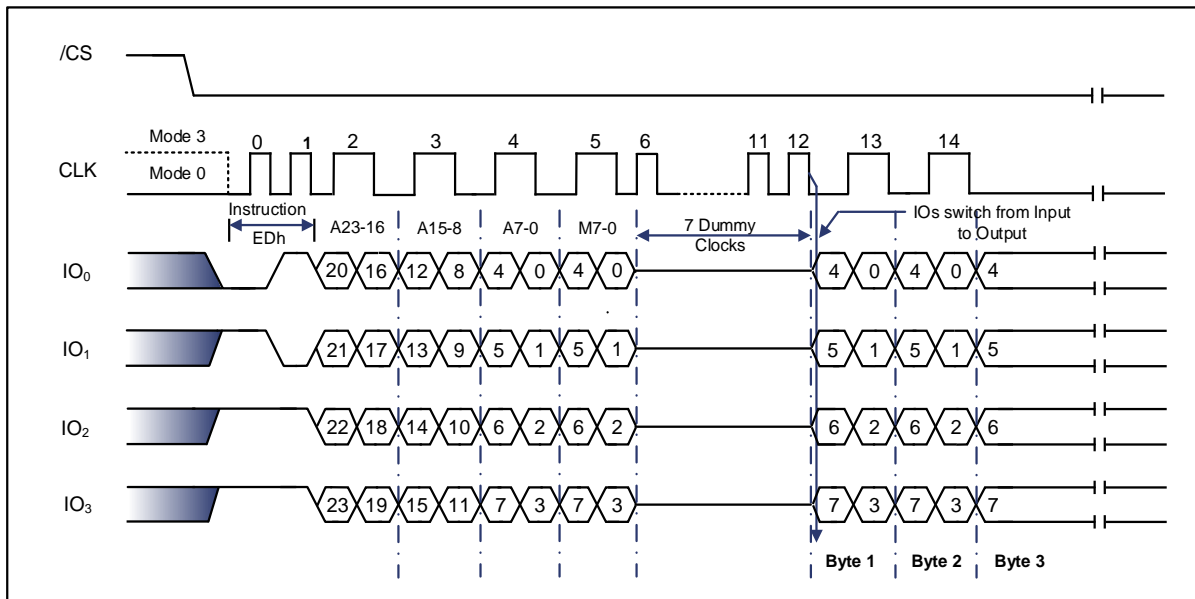 /CS
Mode 3
Mode 0
CLK
0 1 2 3 4 5 6 11 12 13 14
Instruction
EDh
A23-16 A15-8 A7-0 M7-0
7 Dummy
Clocks
IOs switch from Input
to Output
IO0 20 16 12 8 4 0 4 0 4 0 4 0 4
IO1 21 17 13 9 5 1 5 1 5 1 5 1 5
IO2 22 18 14 10 6 2 6 2 6 2 6 2 6
IO3 23 19 15 11 7 3 7 3 7 3 7 3 7
Byte 1 Byte 2 Byte 3